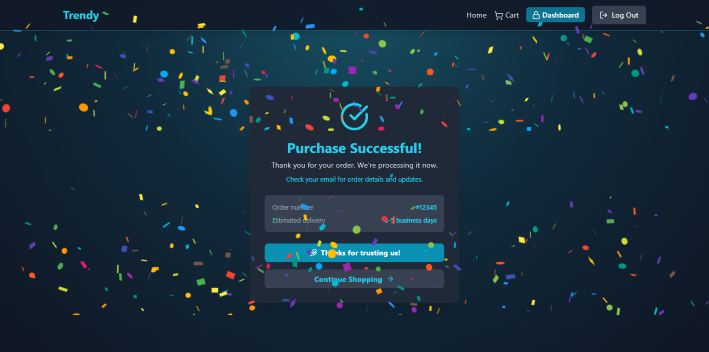 Trendy
Home Cart Dashboard Log Out
Purchase Successful!
Thank you for your order. We're processing it now.
Check your email for order details and updates.
Order number #12345
Estimated delivery business days
Thanks for trusting us!
Continue Shopping →